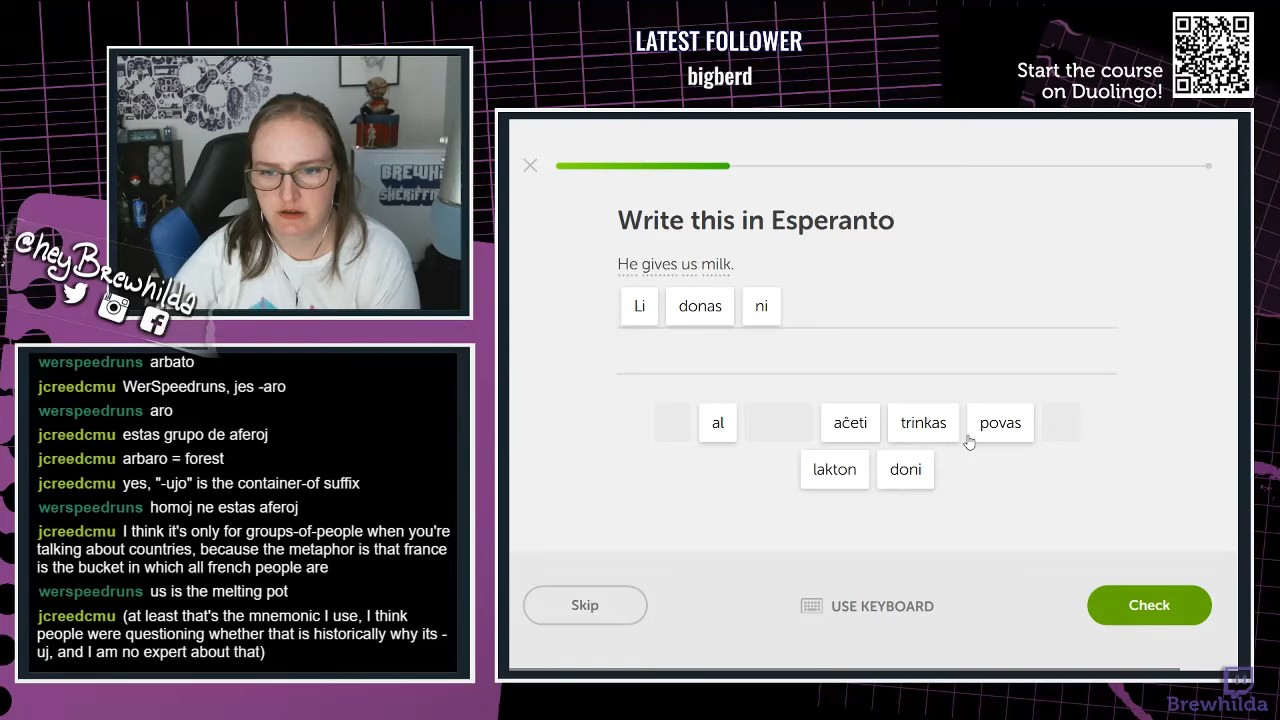 LATEST FOLLOWER
bigberd
Start the course
on Duolingo!
BREWHI
SHERIFF
@heyBrewhilda
Write this in Esperanto
He gives us milk.
Li donas ni
al aĉeti trinkas povas
lakton doni
Skip
USE KEYBOARD
Check
werspeedruns arbato
jcreedcmu WerSpeedruns, jes -aro
werspeedruns aro
jcreedcmu estas grupo de aferoj
jcreedcmu arbaro = forest
jcreedcmu yes, "-ujo" is the container-of suffix
werspeedruns homoj ne estas aferoj
jcreedcmu I think it's only for groups-of-people when you're
talking about countries, because the metaphor is that france
is the bucket in which all french people are
werspeedruns us is the melting pot
jcreedcmu (at least that's the mnemonic I use, I think
people were questioning whether that is historically why its -
uj, and I am no expert about that)
Brewhilda